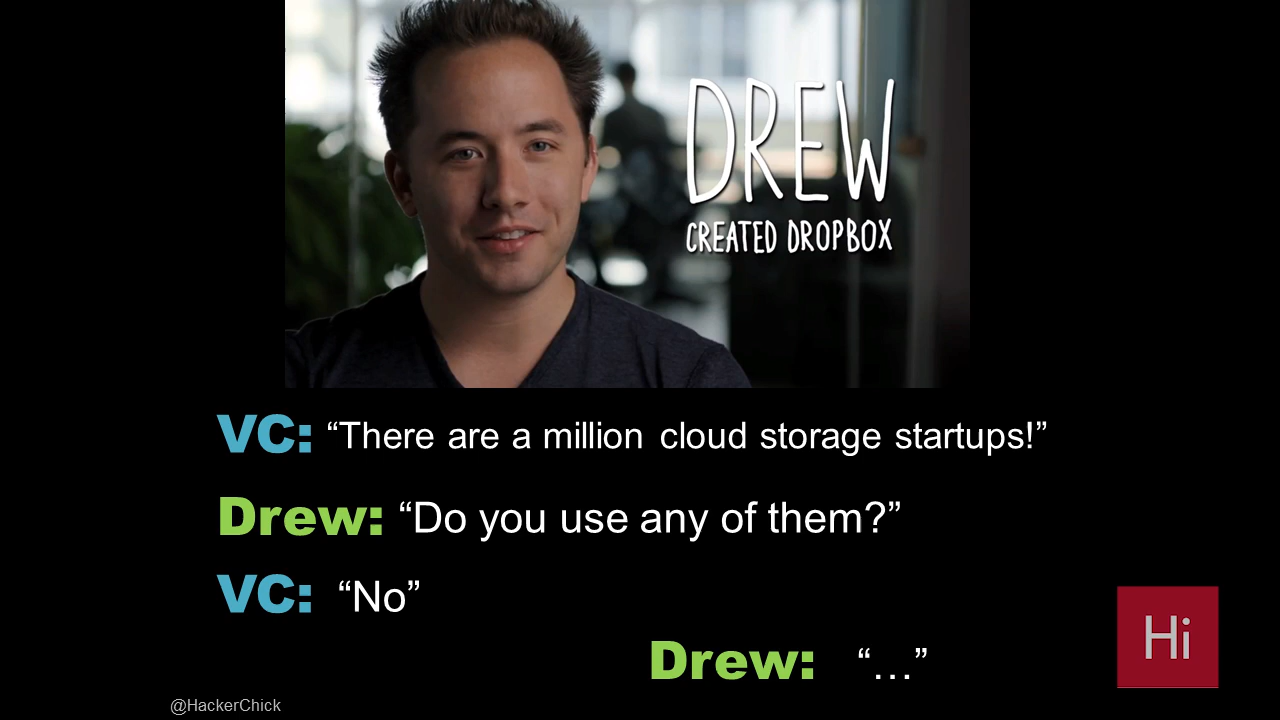 DREW
CREATED DROPBOX
VC: “There are a million cloud storage startups!”
Drew: “Do you use any of them?”
VC: “No”
Drew: “…”
Hi
@HackerChick